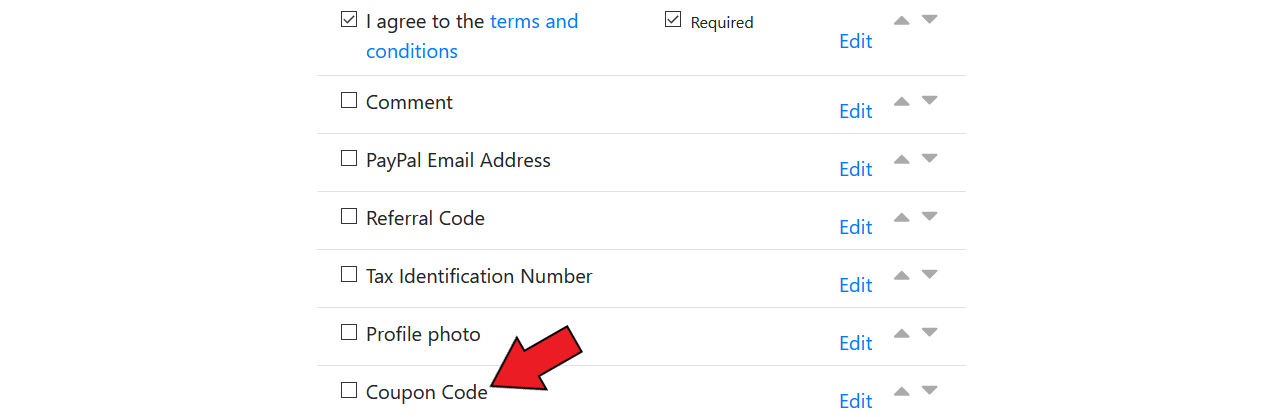 I agree to the terms and Required
conditions Edit
Comment Edit
PayPal Email Address Edit
Referral Code Edit
Tax Identification Number Edit
Profile photo Edit
Coupon Code Edit